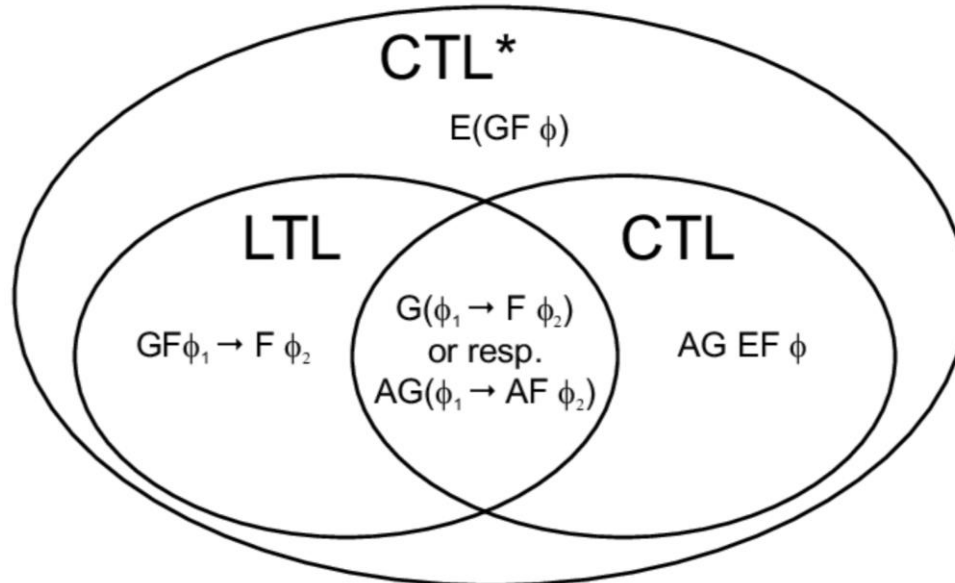 CTL*
E(GF ϕ)
LTL
CTL
GFϕ₁ → F ϕ₂
G(ϕ₁ → F ϕ₂)
or resp.
AG(ϕ₁ → AF ϕ₂)
AG EF ϕ